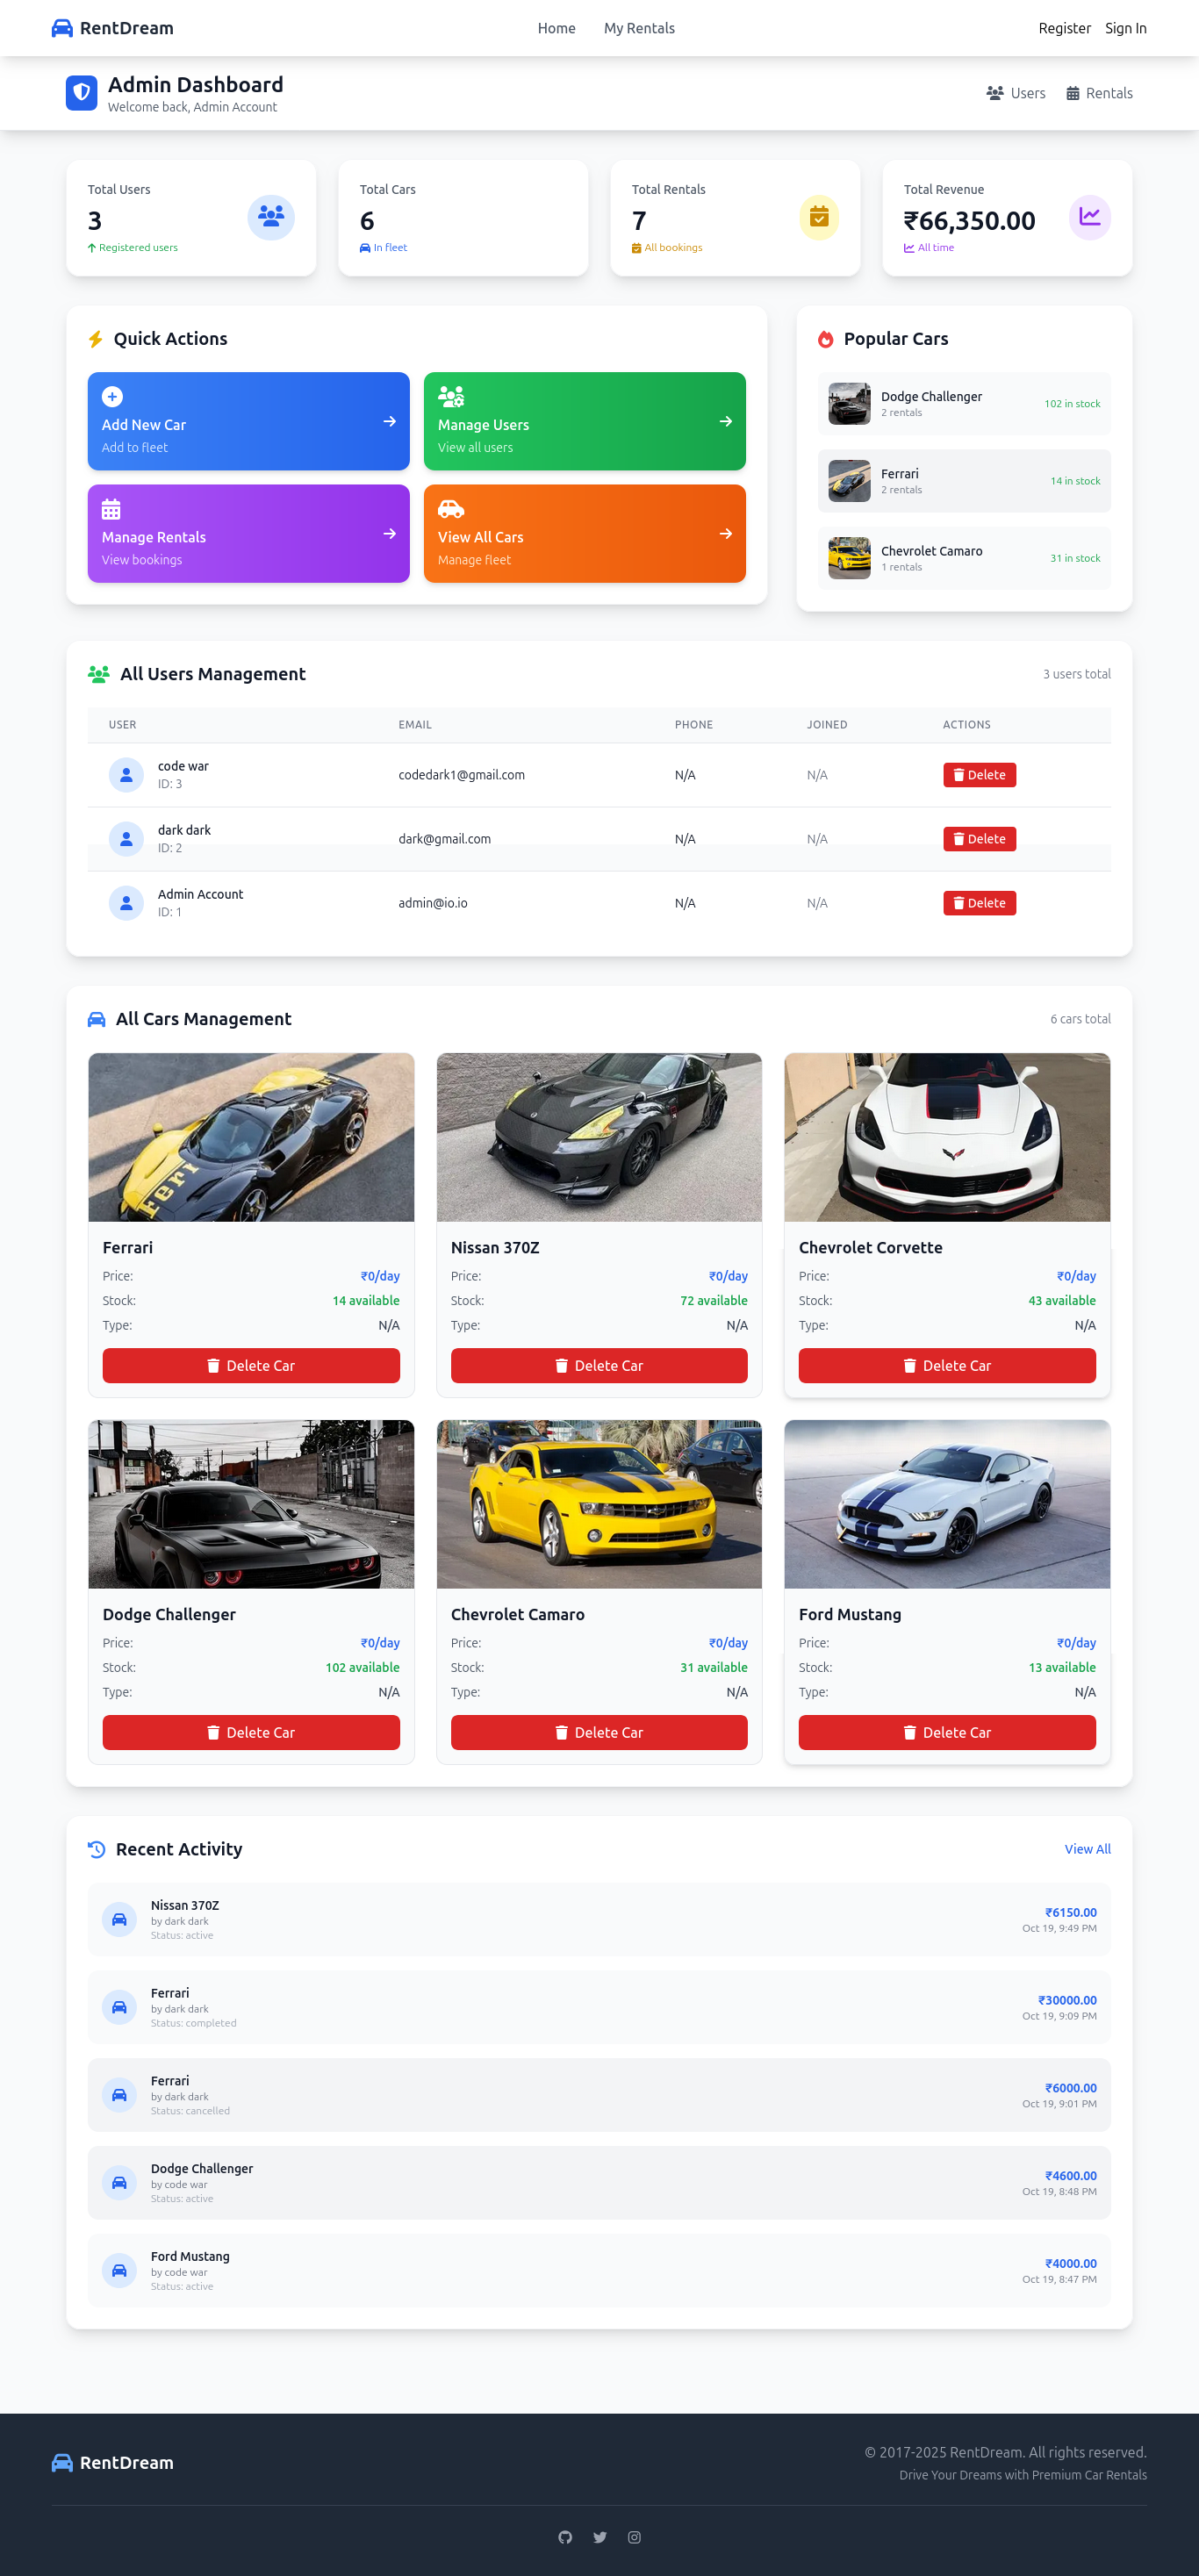 RentDream
Home
My Rentals
Register
Sign In
Admin Dashboard
Welcome back, Admin Account
Users
Rentals
Total Users
3
Registered users
Total Cars
6
In fleet
Total Rentals
7
All bookings
Total Revenue
₹66,350.00
All time
Quick Actions
Add New Car
Add to fleet
Manage Users
View all users
Manage Rentals
View bookings
View All Cars
Manage fleet
Popular Cars
Dodge Challenger
2 rentals
102 in stock
Ferrari
2 rentals
14 in stock
Chevrolet Camaro
1 rentals
31 in stock
All Users Management
3 users total
USER EMAIL PHONE JOINED ACTIONS
code war
ID: 3
codedark1@gmail.com
N/A
N/A
Delete
dark dark
ID: 2
dark@gmail.com
N/A
N/A
Delete
Admin Account
ID: 1
admin@io.io
N/A
N/A
Delete
All Cars Management
6 cars total
Ferrari
Price: ₹0/day
Stock: 14 available
Type: N/A
Delete Car
Nissan 370Z
Price: ₹0/day
Stock: 72 available
Type: N/A
Delete Car
Chevrolet Corvette
Price: ₹0/day
Stock: 43 available
Type: N/A
Delete Car
Dodge Challenger
Price: ₹0/day
Stock: 102 available
Type: N/A
Delete Car
Chevrolet Camaro
Price: ₹0/day
Stock: 31 available
Type: N/A
Delete Car
Ford Mustang
Price: ₹0/day
Stock: 13 available
Type: N/A
Delete Car
Recent Activity
View All
Nissan 370Z
by dark dark
Status: active
₹6150.00
Oct 19, 9:49 PM
Ferrari
by dark dark
Status: completed
₹30000.00
Oct 19, 9:09 PM
Ferrari
by dark dark
Status: cancelled
₹6000.00
Oct 19, 9:01 PM
Dodge Challenger
by code war
Status: active
₹4600.00
Oct 19, 8:48 PM
Ford Mustang
by code war
Status: active
₹4000.00
Oct 19, 8:47 PM
RentDream
© 2017-2025 RentDream. All rights reserved.
Drive Your Dreams with Premium Car Rentals